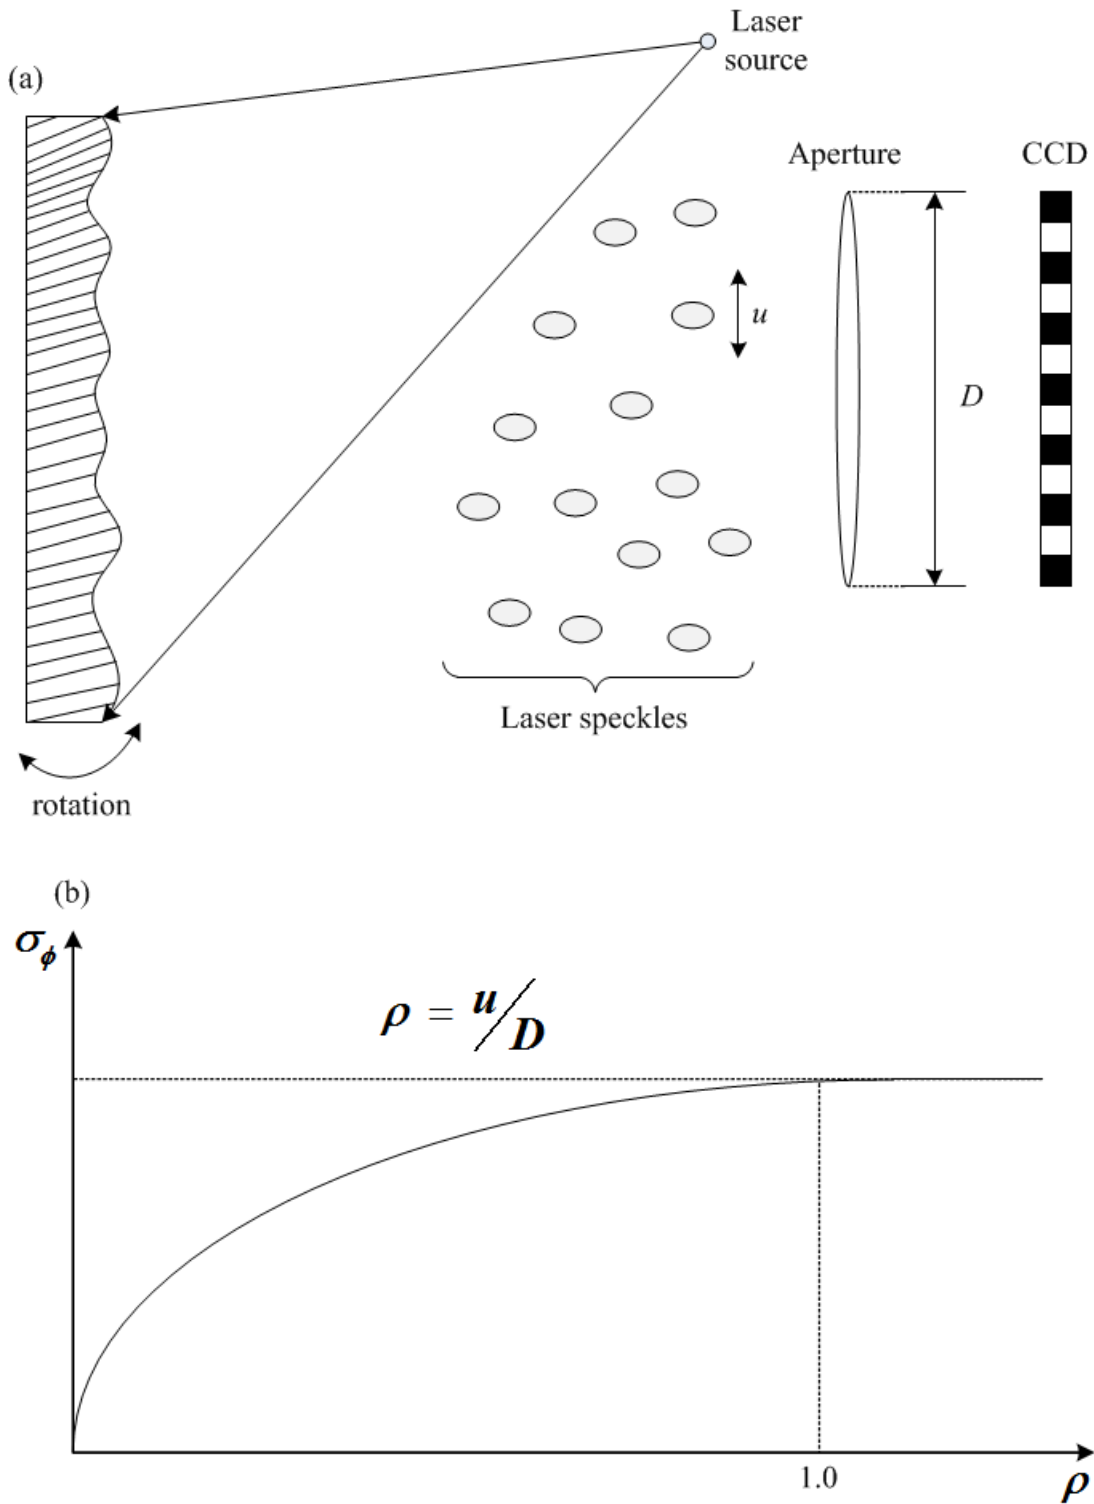 Laser
source
(a)
Aperture
CCD
u
D
Laser speckles
rotation
(b)
σϕ
ρ = u/D
1.0
ρ